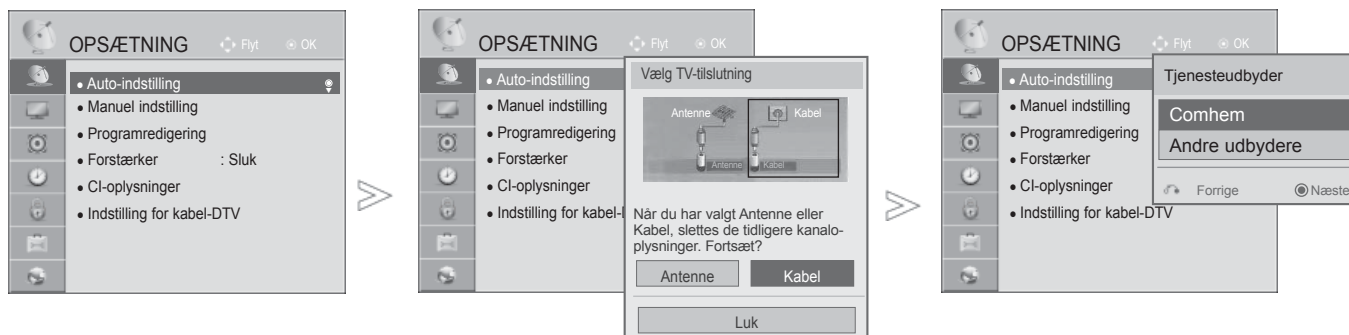 OPSÆTNING Flyt OK
• Auto-indstilling
• Manuel indstilling
• Programredigering
• Forstærker : Sluk
• CI-oplysninger
• Indstilling for kabel-DTV
OPSÆTNING Flyt OK
• Auto-indstilling
• Manuel indstilling
• Programredigering
• Forstærker
• CI-oplysninger
• Indstilling for kabel-
Vælg TV-tilslutning
Antenne Kabel
Antenne Kabel
Når du har valgt Antenne eller
Kabel, slettes de tidligere kanalo-
plysninger. Fortsæt?
Antenne Kabel
Luk
OPSÆTNING Flyt OK
• Auto-indstilling
• Manuel indstilling
• Programredigering
• Forstærker
• CI-oplysninger
• Indstilling for kabel-DTV
Tjenesteudbyder
Comhem
Andre udbydere
Forrige Næste